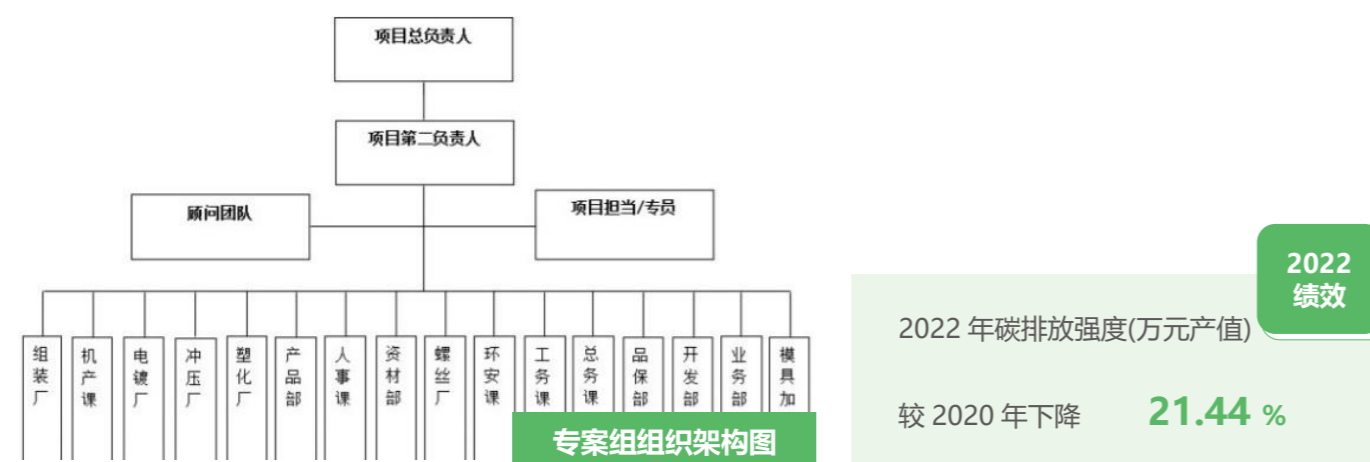 项目总负责人
项目第二负责人
顾问团队
项目担当/专员
组装厂
机产课
电镀厂
冲压厂
塑化厂
产品部
人事课
资材部
螺丝厂
环安课
工务课
总务课
品保部
开发部
业务部
模具加
专案组组织架构图
2022
绩效
2022 年碳排放强度(万元产值)
较 2020 年下降 21.44 %